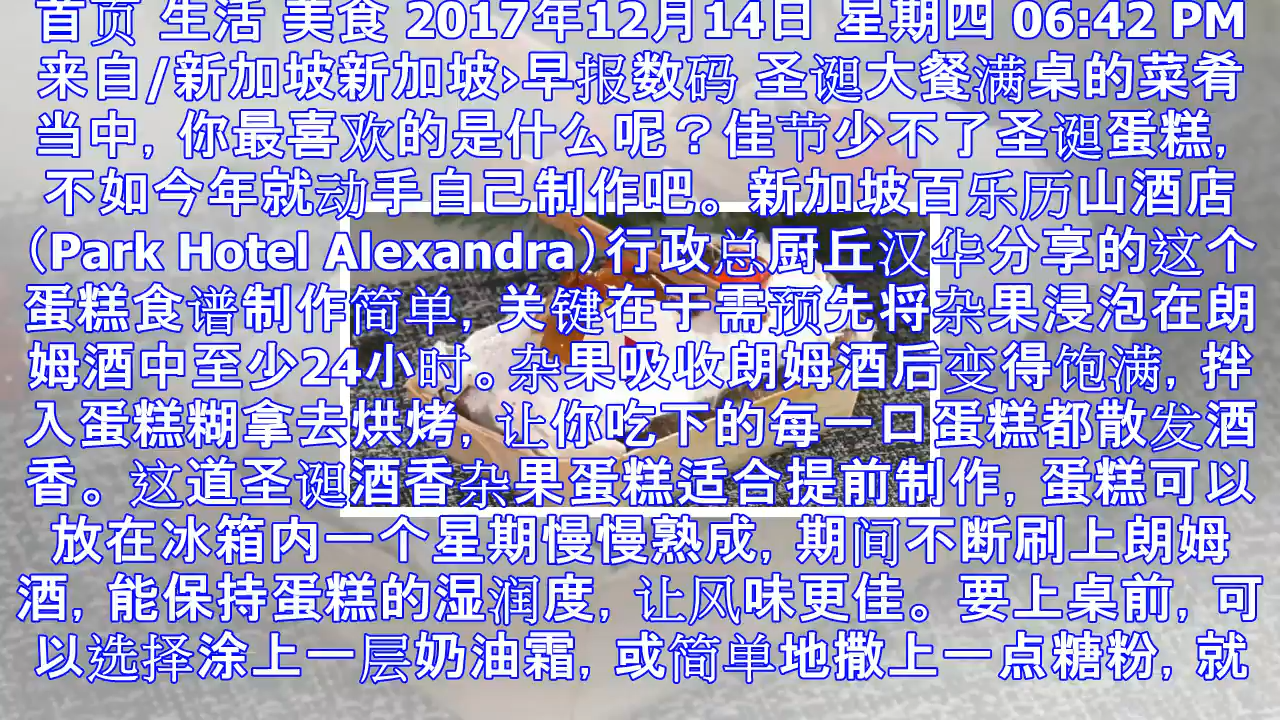 首页 生活 美食 2017年12月14日 星期四 06:42 PM
来自/新加坡新加坡>早报数码 圣诞大餐满桌的菜肴
当中, 你最喜欢的是什么呢？佳节少不了圣诞蛋糕,
不如今年就动手自己制作吧。新加坡百乐历山酒店
（Park Hotel Alexandra）行政总厨丘汉华分享的这个
蛋糕食谱制作简单, 关键在于需预先将杂果浸泡在朗
姆酒中至少24小时。杂果吸收朗姆酒后变得饱满, 拌
入蛋糕糊拿去烘烤, 让你吃下的每一口蛋糕都散发酒
香。这道圣诞酒香杂果蛋糕适合提前制作, 蛋糕可以
放在冰箱内一个星期慢慢熟成, 期间不断刷上朗姆
酒, 能保持蛋糕的湿润度, 让风味更佳。要上桌前, 可
以选择涂上一层奶油霜, 或简单地撒上一点糖粉, 就